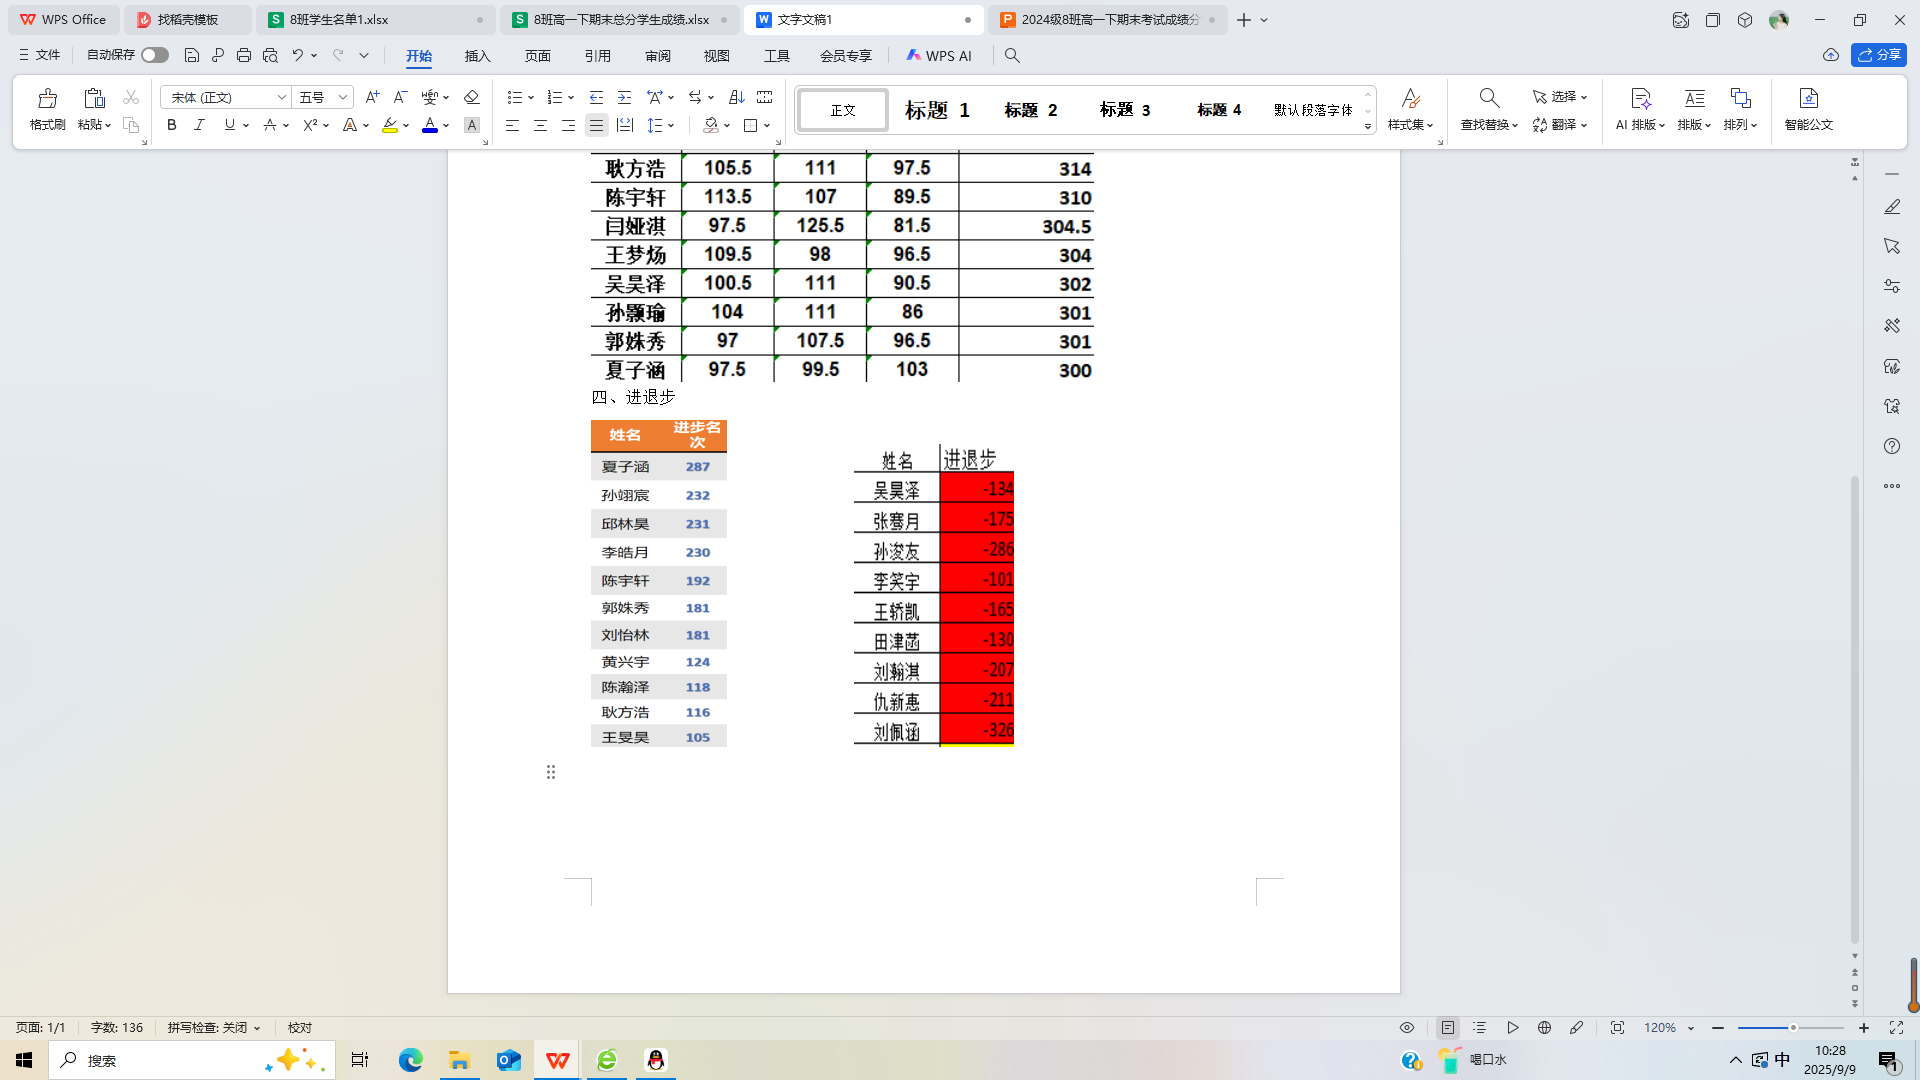 WPS Office 找稻壳模板 8班学生名单1.xlsx 8班高一下期末总分学生成绩.xlsx 文字文稿1 2024级8班高一下期末考试成绩分
文件 自动保存 开始 插入 页面 引用 审阅 视图 工具 会员专享 WPS AI 分享
格式刷 粘贴 宋体 (正文) 五号 正文 标题 1 标题 2 标题 3 标题 4 默认段落字体 样式集 查找替换 选择 翻译 AI 排版 排版 排列 智能公文
耿方浩 105.5 111 97.5 314
陈宇轩 113.5 107 89.5 310
闫娅淇 97.5 125.5 81.5 304.5
王梦炀 109.5 98 96.5 304
吴昊泽 100.5 111 90.5 302
孙颢瑜 104 111 86 301
郭姝秀 97 107.5 96.5 301
夏子涵 97.5 99.5 103 300
四、进退步
姓名 进步名次
夏子涵 287
孙翊宸 232
邱林昊 231
李皓月 230
陈宇轩 192
郭姝秀 181
刘怡林 181
黄兴宇 124
陈瀚泽 118
耿方浩 116
王旻昊 105
姓名 进退步
吴昊泽 -134
张骞月 -175
孙浚友 -286
李笑宇 -101
王轿凯 -165
田津菡 -130
刘瀚淇 -207
仇新惠 -211
刘佩涵 -326
页面: 1/1 字数: 136 拼写检查: 关闭 校对 120%
搜索 喝口水 中 10:28
2025/9/9 1